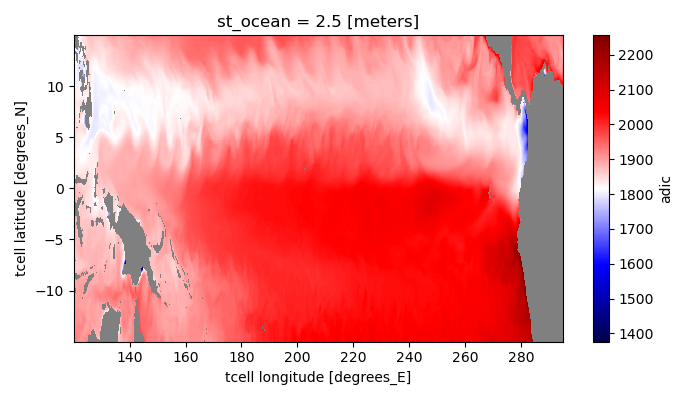 st_ocean = 2.5 [meters]
10
5
0
−5
−10
tcell latitude [degrees_N]
140 160 180 200 220 240 260 280
tcell longitude [degrees_E]
2200
2100
2000
1900
1800
1700
1600
1500
1400
adic